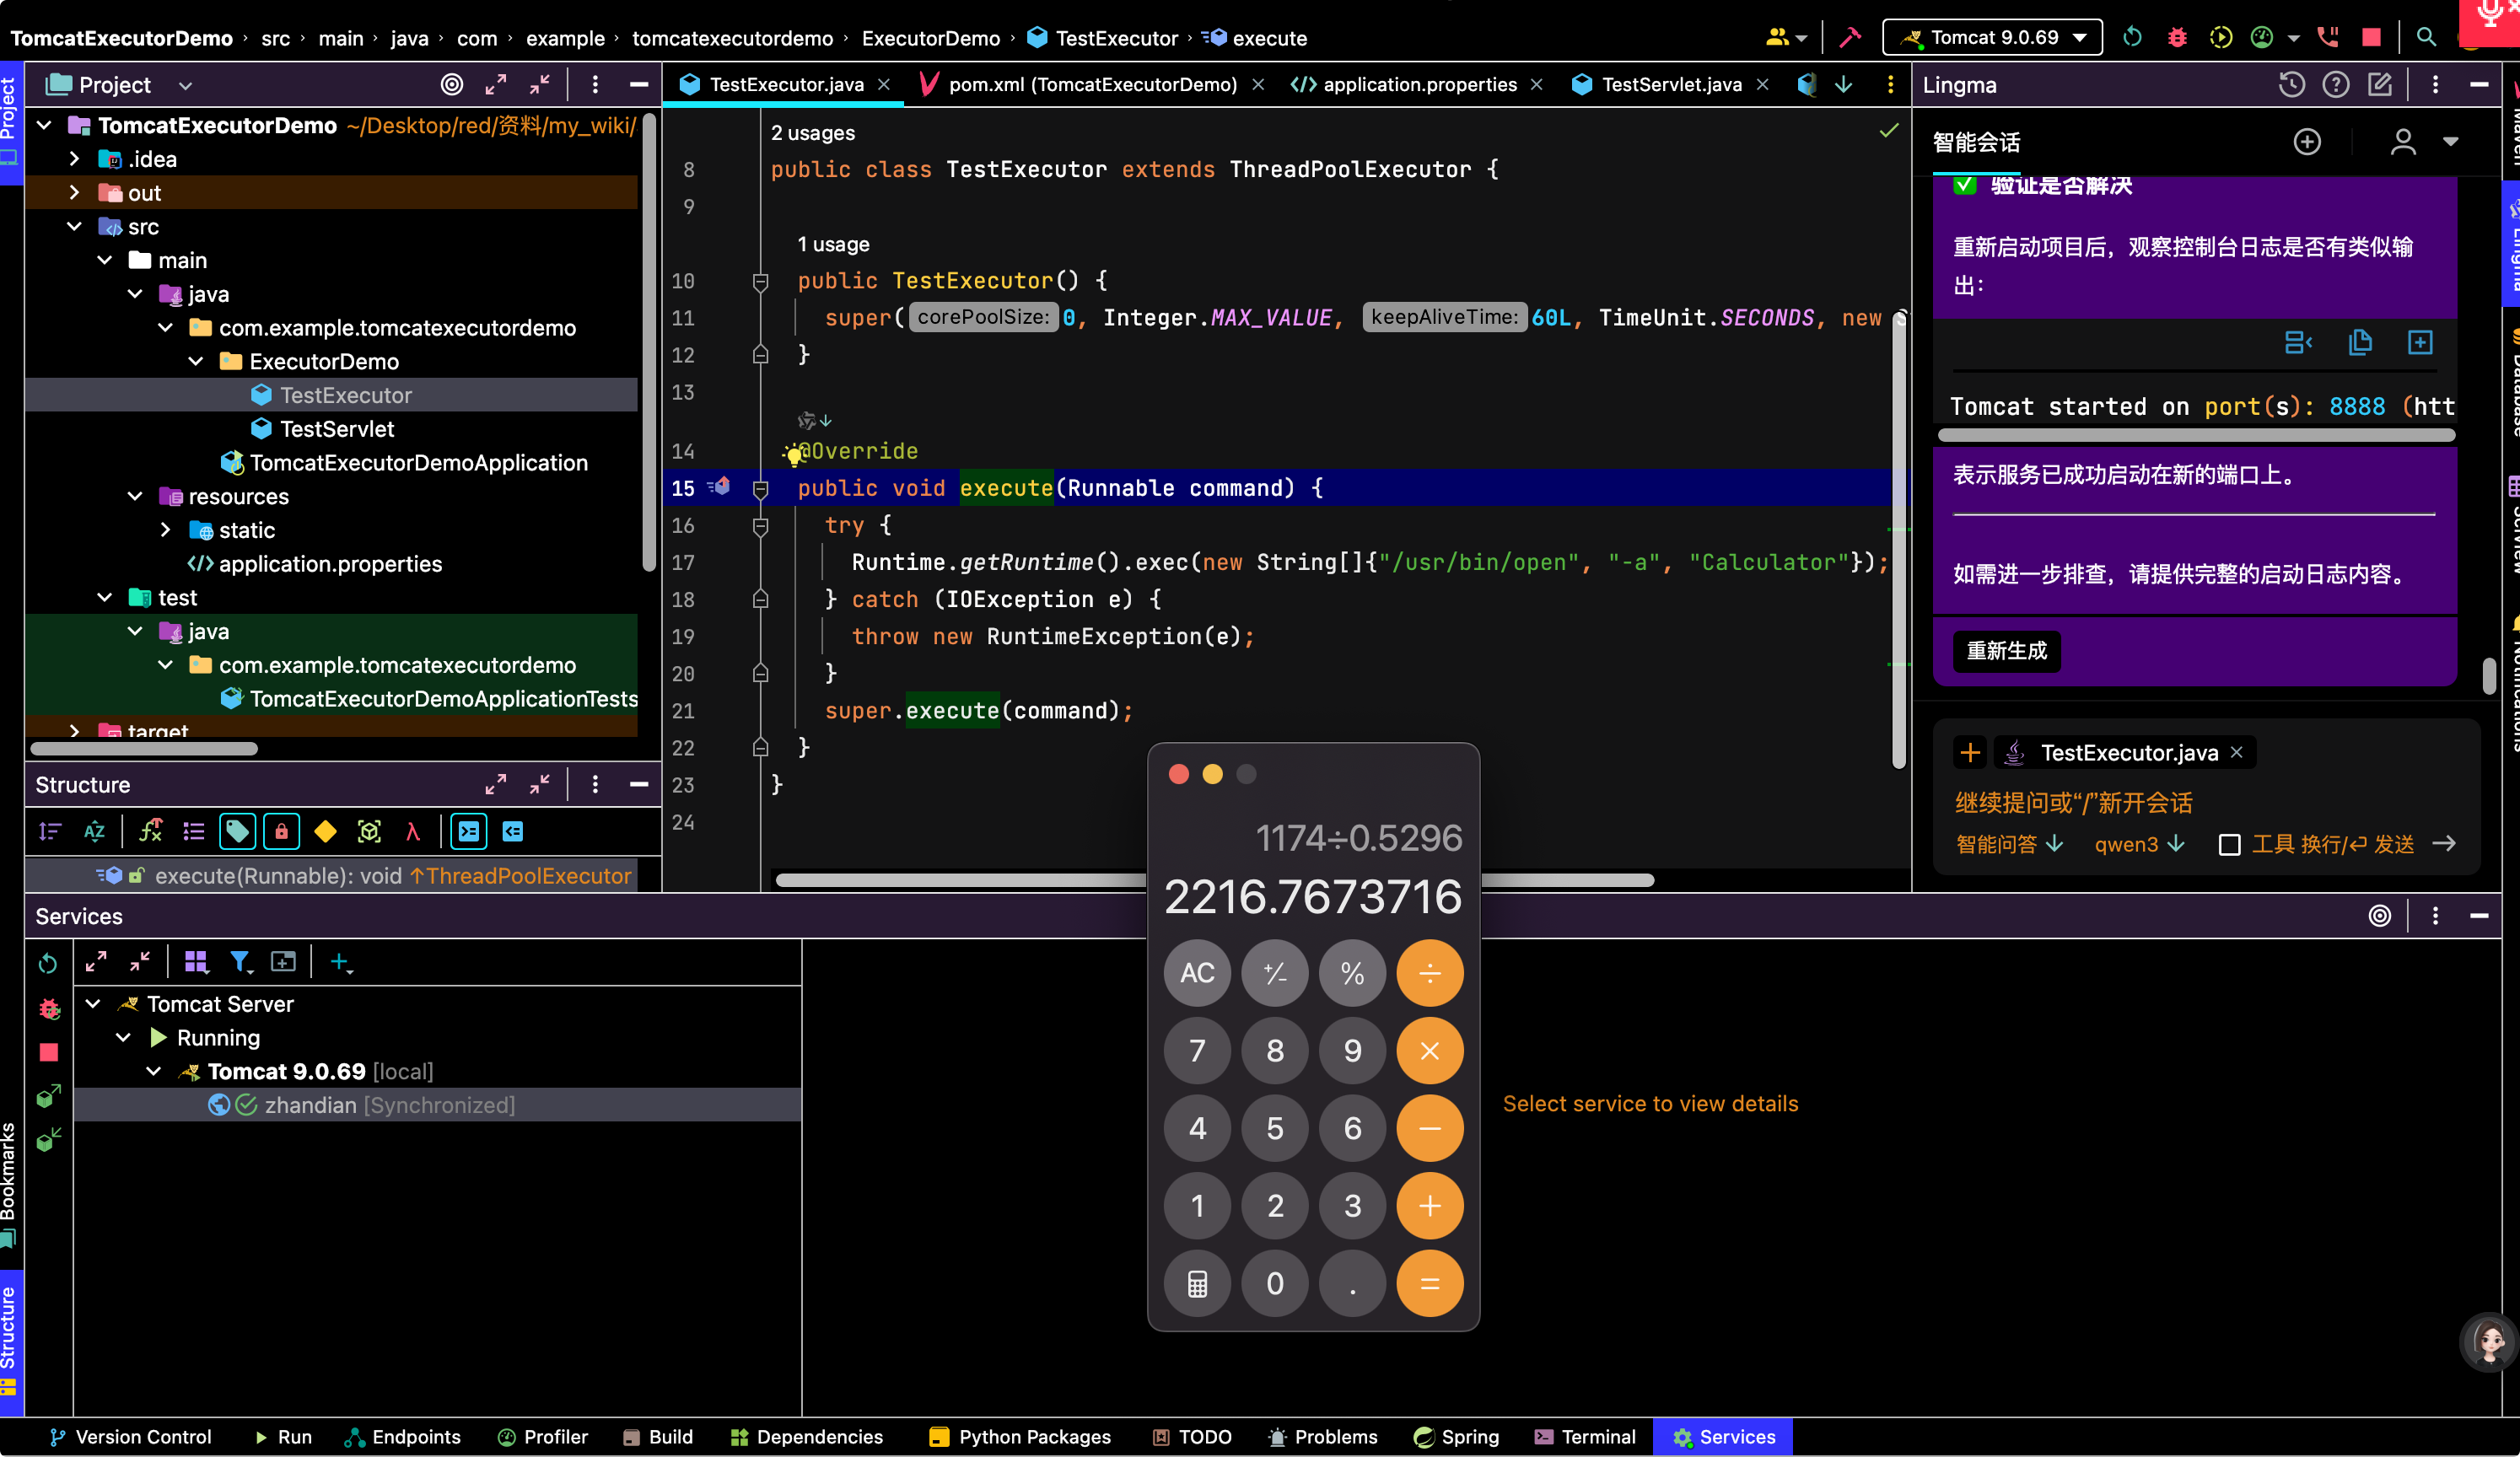 TomcatExecutorDemo › src › main › java › com › example › tomcatexecutordemo › ExecutorDemo › TestExecutor › execute
Tomcat 9.0.69
Project
TomcatExecutorDemo ~/Desktop/red/资料/my_wiki/
.idea
out
src
main
java
com.example.tomcatexecutordemo
ExecutorDemo
TestExecutor
TestServlet
TomcatExecutorDemoApplication
resources
static
application.properties
test
java
com.example.tomcatexecutordemo
TomcatExecutorDemoApplicationTests
target
Structure
execute(Runnable): void ↑ThreadPoolExecutor
TestExecutor.java
pom.xml (TomcatExecutorDemo)
application.properties
TestServlet.java
2 usages
8 public class TestExecutor extends ThreadPoolExecutor {
9
1 usage
10 public TestExecutor() {
11 super( corePoolSize: 0, Integer.MAX_VALUE, keepAliveTime: 60L, TimeUnit.SECONDS, new
12 }
13
14 @Override
15 public void execute(Runnable command) {
16 try {
17 Runtime.getRuntime().exec(new String[]{"/usr/bin/open", "-a", "Calculator"});
18 } catch (IOException e) {
19 throw new RuntimeException(e);
20 }
21 super.execute(command);
22 }
23 }
24
Lingma
智能会话
✅ 验证是否解决
重新启动项目后，观察控制台日志是否有类似输
出：
Tomcat started on port(s): 8888 (htt
表示服务已成功启动在新的端口上。
如需进一步排查，请提供完整的启动日志内容。
重新生成
TestExecutor.java
继续提问或“/”新开会话
智能问答 qwen3 工具 换行/⏎ 发送
Project
Bookmarks
Structure
Lingma
Database
Notifications
Services
Tomcat Server
Running
Tomcat 9.0.69 [local]
zhandian [Synchronized]
Select service to view details
1174÷0.5296
2216.7673716
AC ⁺∕₋ % ÷
7 8 9 ×
4 5 6 −
1 2 3 +
0 . =
Version Control
Run
Endpoints
Profiler
Build
Dependencies
Python Packages
TODO
Problems
Spring
Terminal
Services